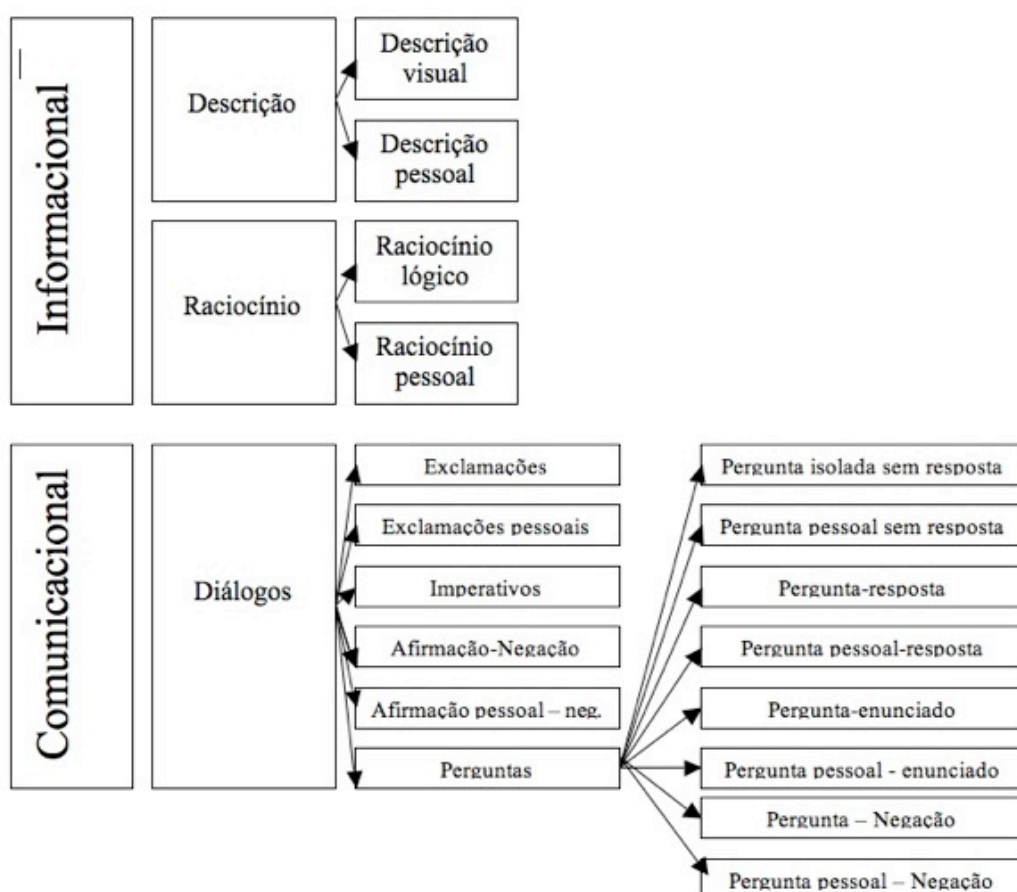 Informacional
Descrição
Descrição
visual
Descrição
pessoal
Raciocínio
Raciocínio
lógico
Raciocínio
pessoal
Comunicacional
Diálogos
Exclamações
Exclamações pessoais
Imperativos
Afirmação-Negação
Afirmação pessoal – neg.
Perguntas
Pergunta isolada sem resposta
Pergunta pessoal sem resposta
Pergunta-resposta
Pergunta pessoal-resposta
Pergunta-enunciado
Pergunta pessoal - enunciado
Pergunta – Negação
Pergunta pessoal – Negação